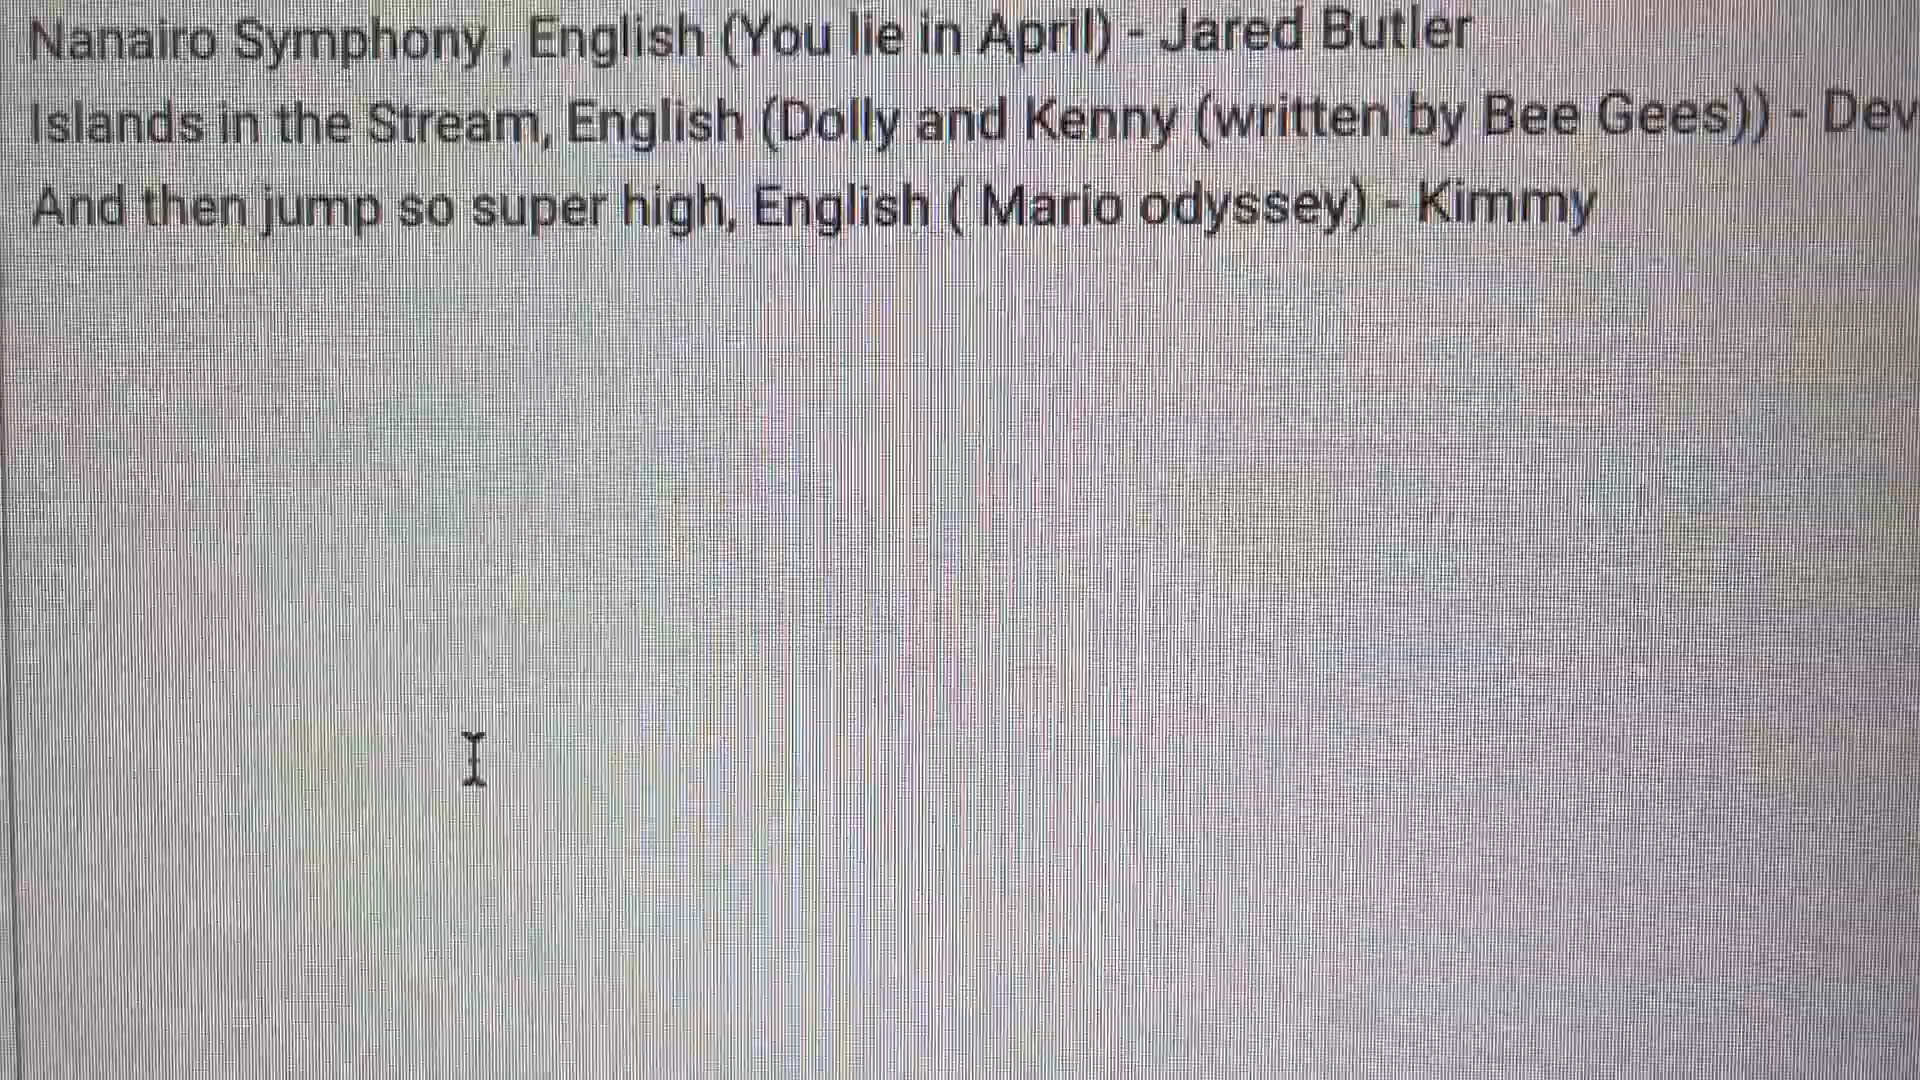 Nanairo Symphony , English (You lie in April) - Jared Butler
Islands in the Stream, English (Dolly and Kenny (written by Bee Gees)) - Dev
And then jump so super high, English ( Mario odyssey) - Kimmy